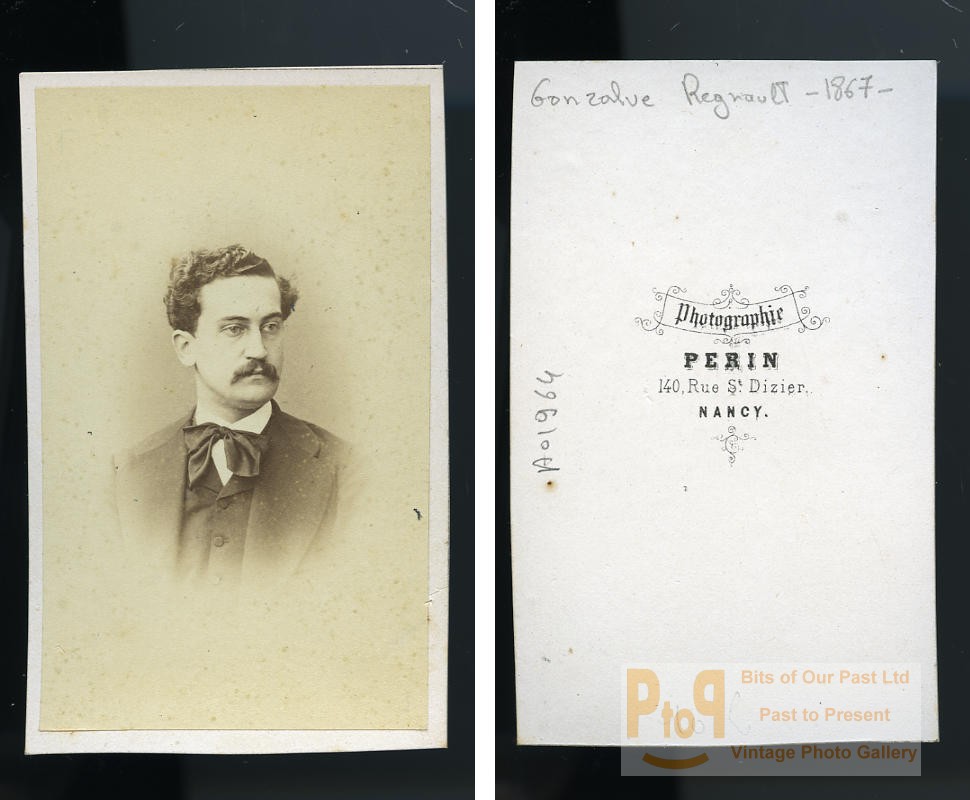 Gonzalve Regnault -1867-
Photographie
PERIN
140, Rue St Dizier.
NANCY.
A01964
PtoP
Bits of Our Past Ltd
Past to Present
Vintage Photo Gallery